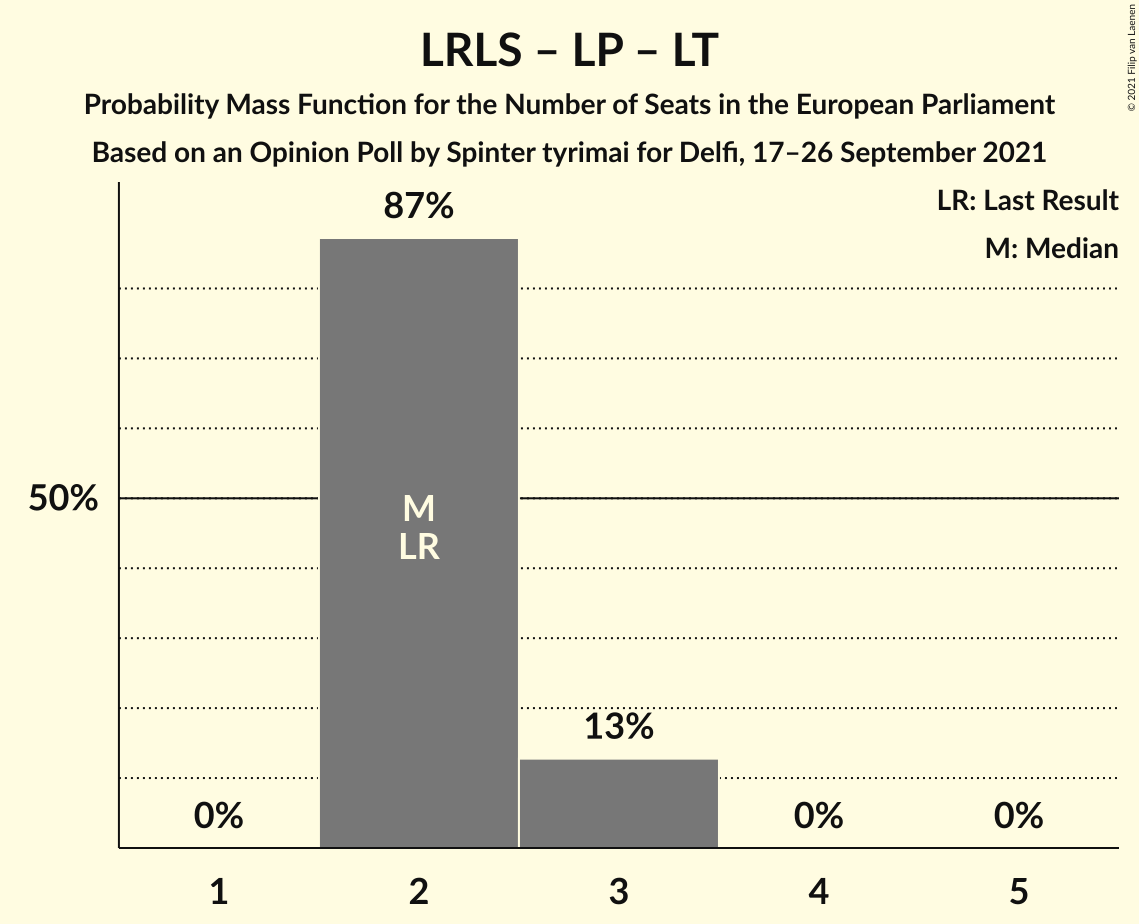 LRLS – LP – LT
Probability Mass Function for the Number of Seats in the European Parliament
Based on an Opinion Poll by Spinter tyrimai for Delfi, 17–26 September 2021
© 2021 Filip van Laenen
LR: Last Result
M: Median
87%
50%
M
LR
13%
0%
0%
0%
1
2
3
4
5